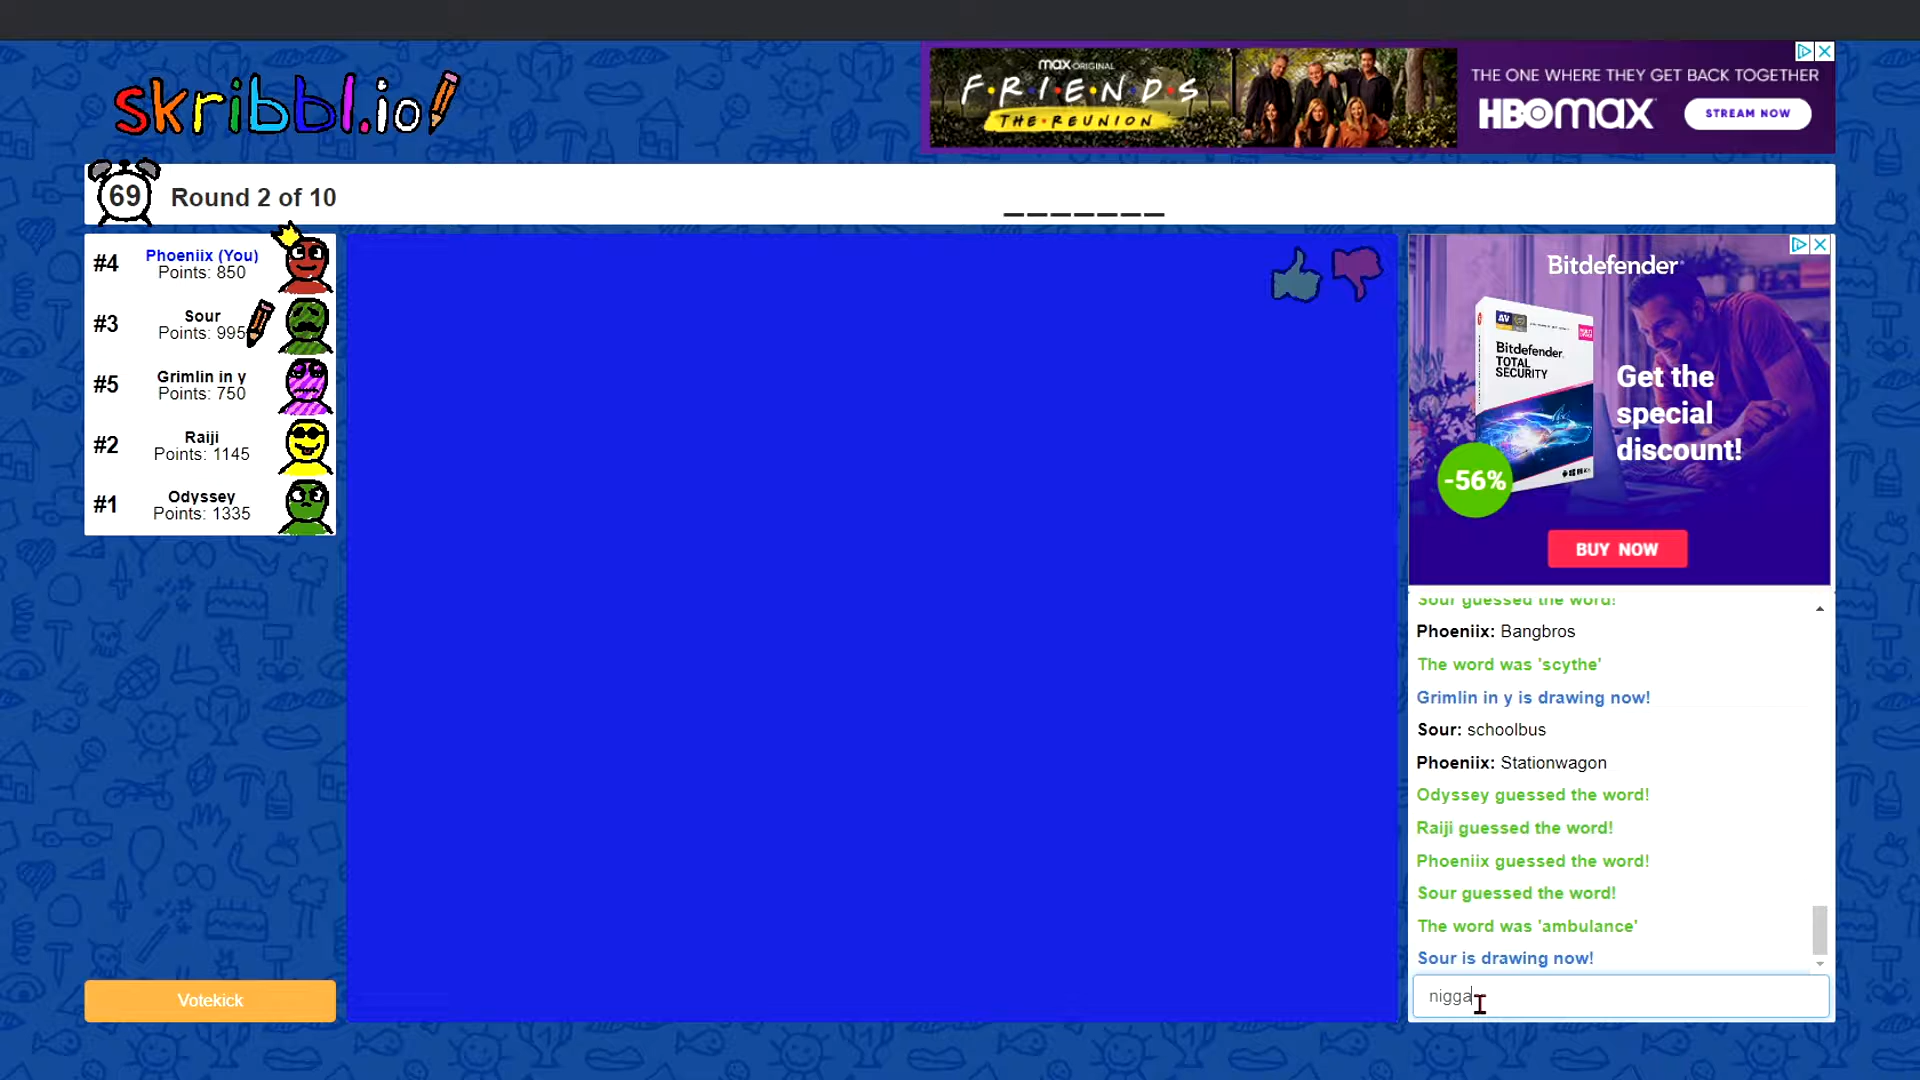 skribbl.io
max ORIGINAL
F·R·I·E·N·D·S
THE·REUNION
THE ONE WHERE THEY GET BACK TOGETHER
HBOmax
STREAM NOW
69
Round 2 of 10
_______
#4
Phoeniix (You)
Points: 850
#3
Sour
Points: 995
#5
Grimlin in y
Points: 750
#2
Raiji
Points: 1145
#1
Odyssey
Points: 1335
Votekick
Bitdefender
Bitdefender
TOTAL
SECURITY
-56%
Get the
special
discount!
BUY NOW
Sour guessed the word!
Phoeniix: Bangbros
The word was 'scythe'
Grimlin in y is drawing now!
Sour: schoolbus
Phoeniix: Stationwagon
Odyssey guessed the word!
Raiji guessed the word!
Phoeniix guessed the word!
Sour guessed the word!
The word was 'ambulance'
Sour is drawing now!
nigga